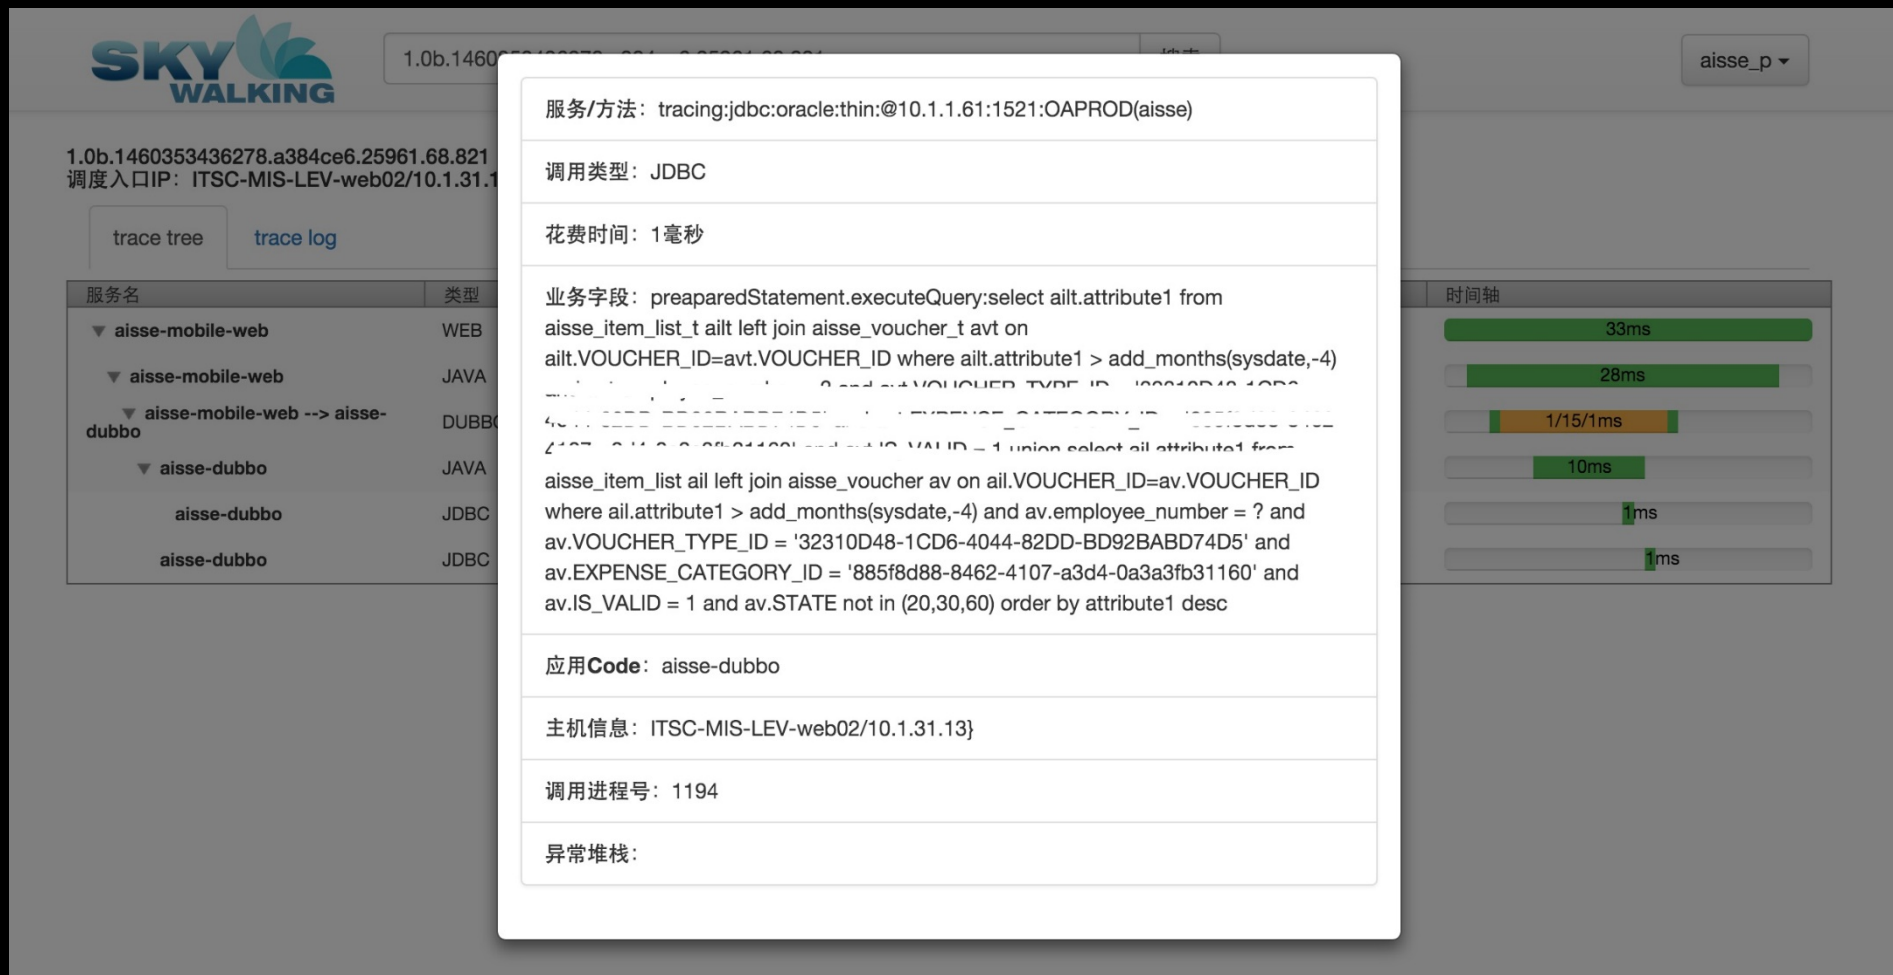 SKY
WALKING
1.0b.1460
搜索
aisse_p
1.0b.1460353436278.a384ce6.25961.68.821
调度入口IP：ITSC-MIS-LEV-web02/10.1.31.1
trace tree
trace log
服务名 类型 时间轴
aisse-mobile-web WEB 33ms
aisse-mobile-web JAVA 28ms
aisse-mobile-web --> aisse-
dubbo DUBBO 1/15/1ms
aisse-dubbo JAVA 10ms
aisse-dubbo JDBC 1ms
aisse-dubbo JDBC 1ms
服务/方法：tracing:jdbc:oracle:thin:@10.1.1.61:1521:OAPROD(aisse)
调用类型：JDBC
花费时间：1毫秒
业务字段：preaparedStatement.executeQuery:select ailt.attribute1 from
aisse_item_list_t ailt left join aisse_voucher_t avt on
ailt.VOUCHER_ID=avt.VOUCHER_ID where ailt.attribute1 > add_months(sysdate,-4)
union select ail.attribute1 from
aisse_item_list ail left join aisse_voucher av on ail.VOUCHER_ID=av.VOUCHER_ID
where ail.attribute1 > add_months(sysdate,-4) and av.employee_number = ? and
av.VOUCHER_TYPE_ID = '32310D48-1CD6-4044-82DD-BD92BABD74D5' and
av.EXPENSE_CATEGORY_ID = '885f8d88-8462-4107-a3d4-0a3a3fb31160' and
av.IS_VALID = 1 and av.STATE not in (20,30,60) order by attribute1 desc
应用Code：aisse-dubbo
主机信息：ITSC-MIS-LEV-web02/10.1.31.13}
调用进程号：1194
异常堆栈：